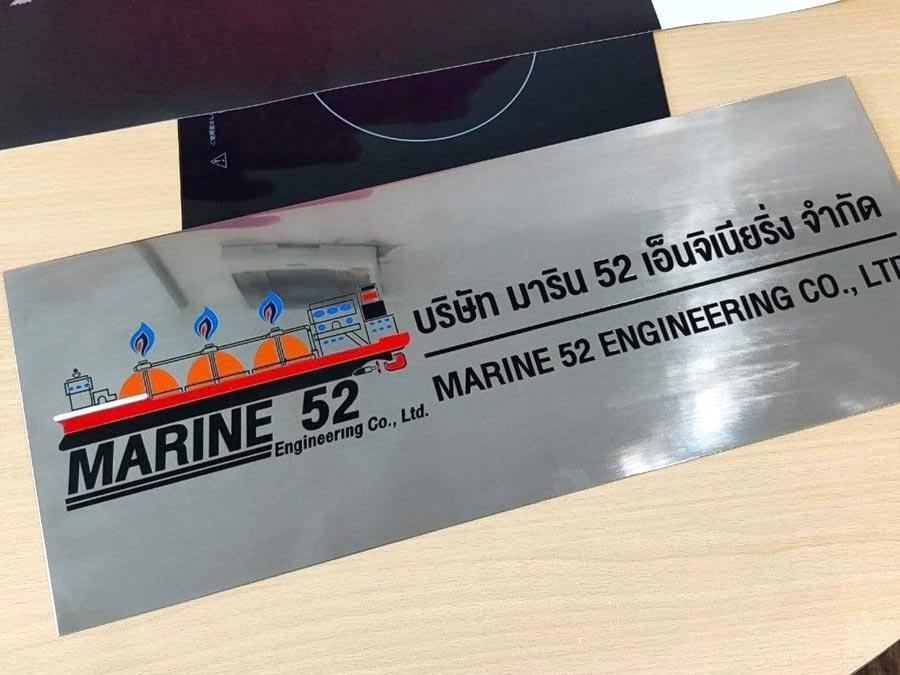 บริษัท มาริน 52 เอ็นจิเนียริ่ง จำกัด
MARINE 52 ENGINEERING CO., LTD
MARINE 52
Engineering Co., Ltd.